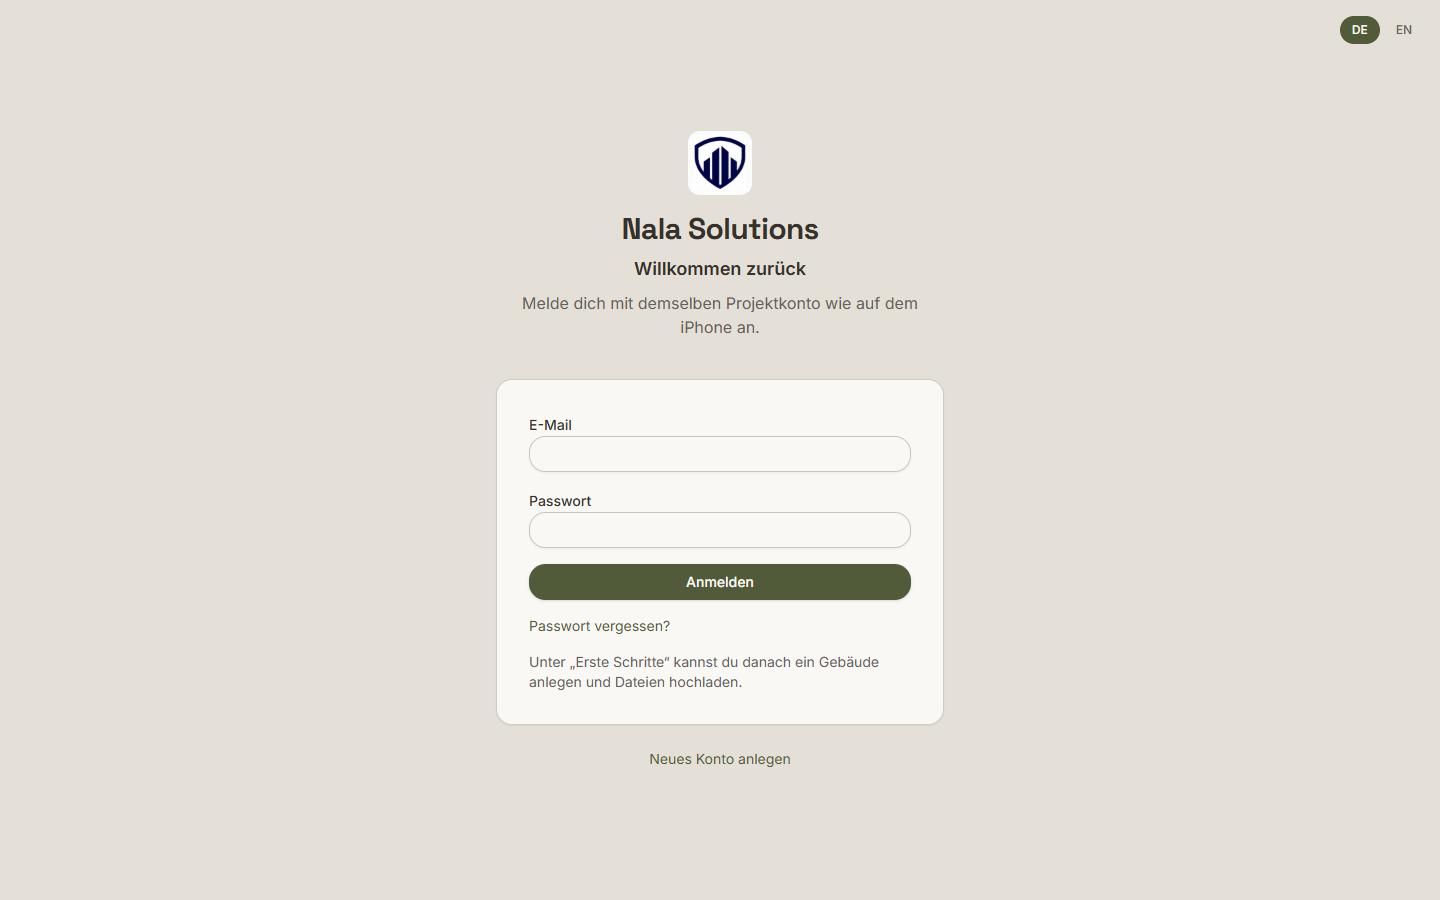 DE
EN
Nala Solutions
Willkommen zurück
Melde dich mit demselben Projektkonto wie auf dem
iPhone an.
E-Mail
Passwort
Anmelden
Passwort vergessen?
Unter „Erste Schritte“ kannst du danach ein Gebäude
anlegen und Dateien hochladen.
Neues Konto anlegen